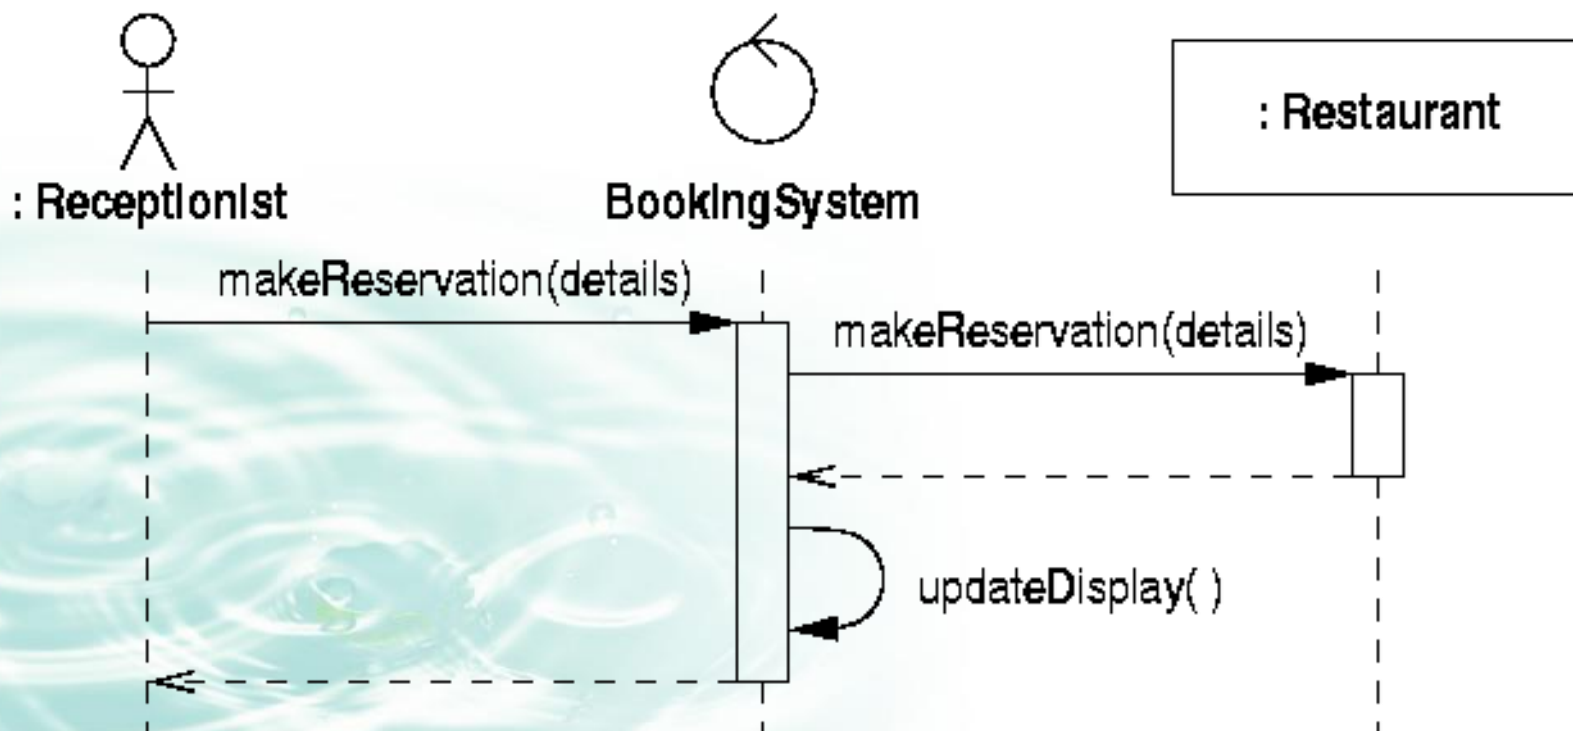 : Restaurant
: Receptionist
BookingSystem
makeReservation(details)
makeReservation(details)
updateDisplay( )